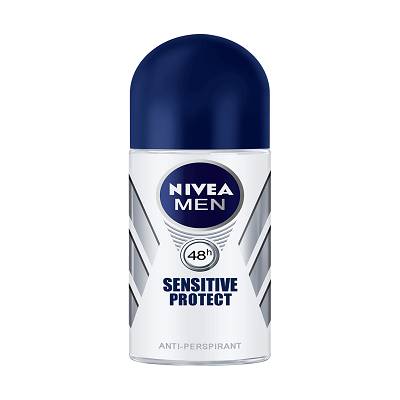 NIVEA
MEN
48h
SENSITIVE
PROTECT
ANTI-PERSPIRANT